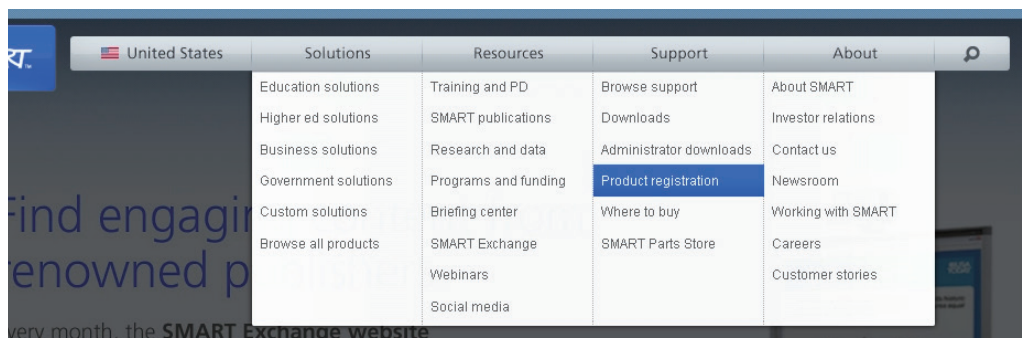 United States
Solutions
Resources
Support
About
Education solutions
Higher ed solutions
Business solutions
Government solutions
Custom solutions
Browse all products
Training and PD
SMART publications
Research and data
Programs and funding
Briefing center
SMART Exchange
Webinars
Social media
Browse support
Downloads
Administrator downloads
Product registration
Where to buy
SMART Parts Store
About SMART
Investor relations
Contact us
Newsroom
Working with SMART
Careers
Customer stories
Find engaging
renowned
every month, the SMART Exchange website